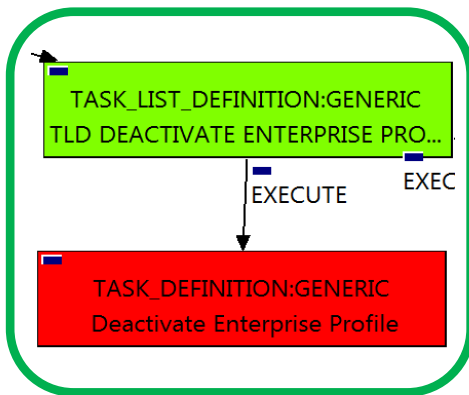 TASK_LIST_DEFINITION:GENERIC
TLD DEACTIVATE ENTERPRISE PRO...
EXECUTE
EXEC
TASK_DEFINITION:GENERIC
Deactivate Enterprise Profile